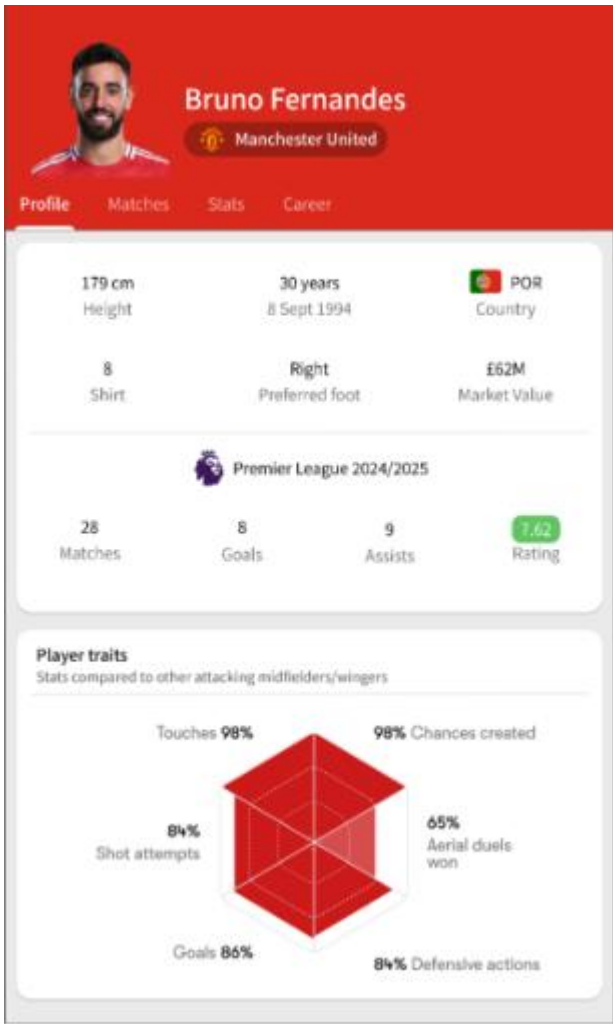 Bruno Fernandes
Manchester United
Profile Matches Stats Career
179 cm 30 years POR
Height 8 Sept 1994 Country
8 Right £62M
Shirt Preferred foot Market Value
Premier League 2024/2025
28 8 9 7.62
Matches Goals Assists Rating
Player traits
Stats compared to other attacking midfielders/wingers
Touches 98% 98% Chances created
84% 65%
Shot attempts Aerial duels
won
Goals 86% 84% Defensive actions